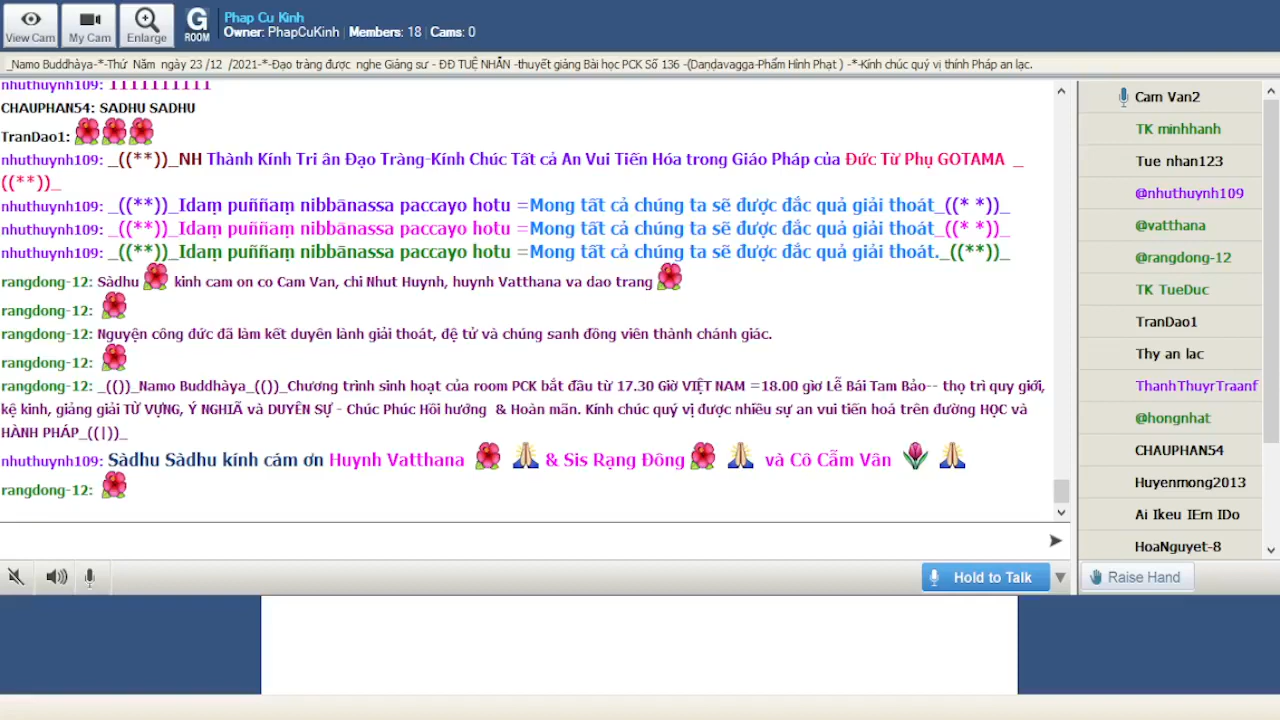 View Cam
My Cam
Enlarge
G
ROOM
Phap Cu Kinh
Owner: PhapCuKinh | Members: 18 | Cams: 0
_Namo Buddhàya-*-Thứ Năm ngày 23 /12 /2021-*-Đạo tràng được nghe Giảng sư - ĐĐ TUỆ NHẪN -thuyết giảng Bài học PCK Số 136 -(Daṇdavagga-Phẩm Hình Phạt ) -*-Kính chúc quý vị thính Pháp an lạc.
nhuthuynh109: 1111111111
CHAUPHAN54: SADHU SADHU
TranDao1:
nhuthuynh109: _((**))_NH Thành Kính Tri ân Đạo Tràng-Kính Chúc Tất cả An Vui Tiến Hóa trong Giáo Pháp của Đức Từ Phụ GOTAMA _
((**))_
nhuthuynh109: _((**))_Idaṃ puññaṃ nibbānassa paccayo hotu =Mong tất cả chúng ta sẽ được đắc quả giải thoát_((* *))_
nhuthuynh109: _((**))_Idaṃ puññaṃ nibbānassa paccayo hotu =Mong tất cả chúng ta sẽ được đắc quả giải thoát_((* *))_
nhuthuynh109: _((**))_Idaṃ puññaṃ nibbānassa paccayo hotu =Mong tất cả chúng ta sẽ được đắc quả giải thoát._((**))_
rangdong-12: Sàdhu kinh cam on co Cam Van, chi Nhut Huynh, huynh Vatthana va dao trang
rangdong-12:
rangdong-12: Nguyện công đức đã làm kết duyên lành giải thoát, đệ tử và chúng sanh đồng viên thành chánh giác.
rangdong-12:
rangdong-12: _(())_Namo Buddhàya_(())_Chương trình sinh hoạt của room PCK bắt đầu từ 17.30 Giờ VIỆT NAM =18.00 giờ Lễ Bái Tam Bảo-- thọ trì quy giới,
kệ kinh, giảng giải TỪ VỰNG, Ý NGHIÃ và DUYÊN SỰ - Chúc Phúc Hồi hướng & Hoàn mãn. Kính chúc quý vị được nhiều sự an vui tiến hoá trên đường HỌC và
HÀNH PHÁP_((|))_
nhuthuynh109: Sàdhu Sàdhu kính cám ơn Huynh Vatthana & Sis Rạng Đông và Cô Cẩm Vân
rangdong-12:
Hold to Talk
Cam Van2
TK minhhanh
Tue nhan123
@nhuthuynh109
@vatthana
@rangdong-12
TK TueDuc
TranDao1
Thy an lac
ThanhThuyrTraanf
@hongnhat
CHAUPHAN54
Huyenmong2013
Ai Ikeu IEm IDo
HoaNguyet-8
Raise Hand